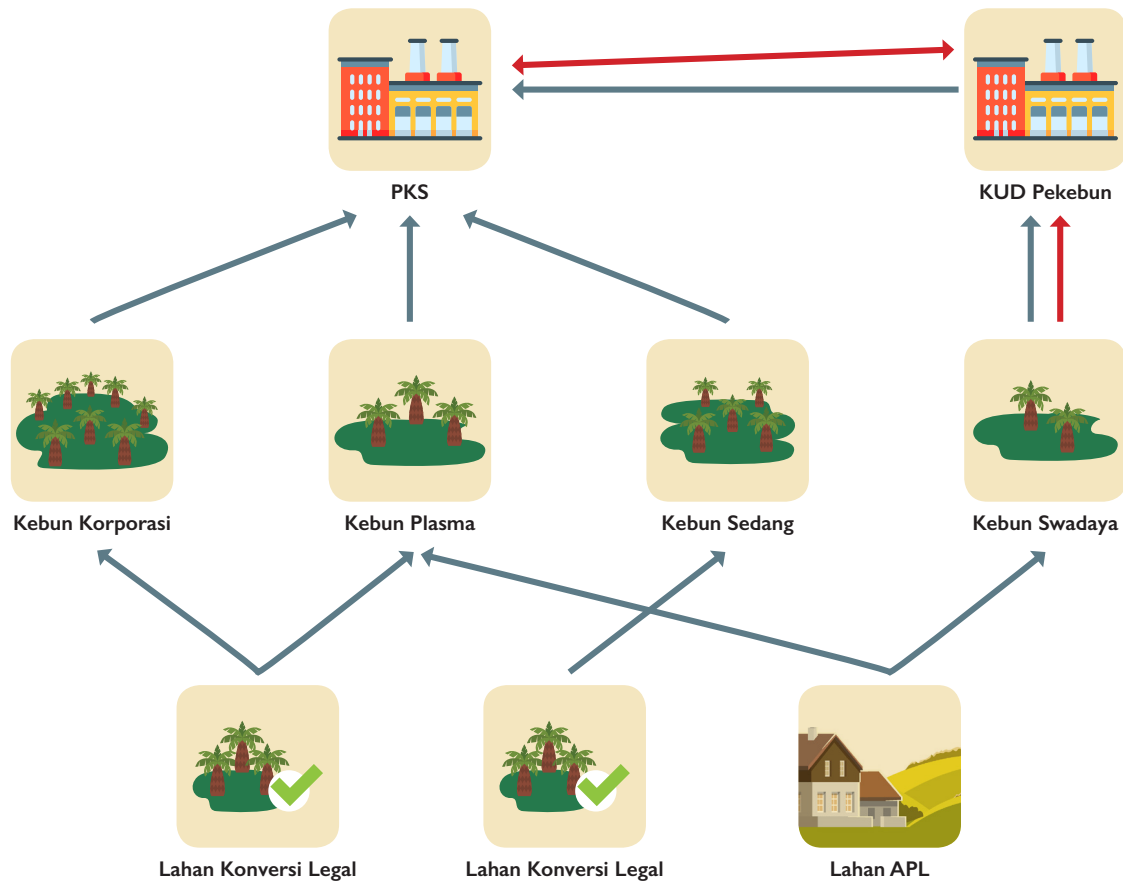 PKS
KUD Pekebun
Kebun Korporasi
Kebun Plasma
Kebun Sedang
Kebun Swadaya
Lahan Konversi Legal
Lahan Konversi Legal
Lahan APL